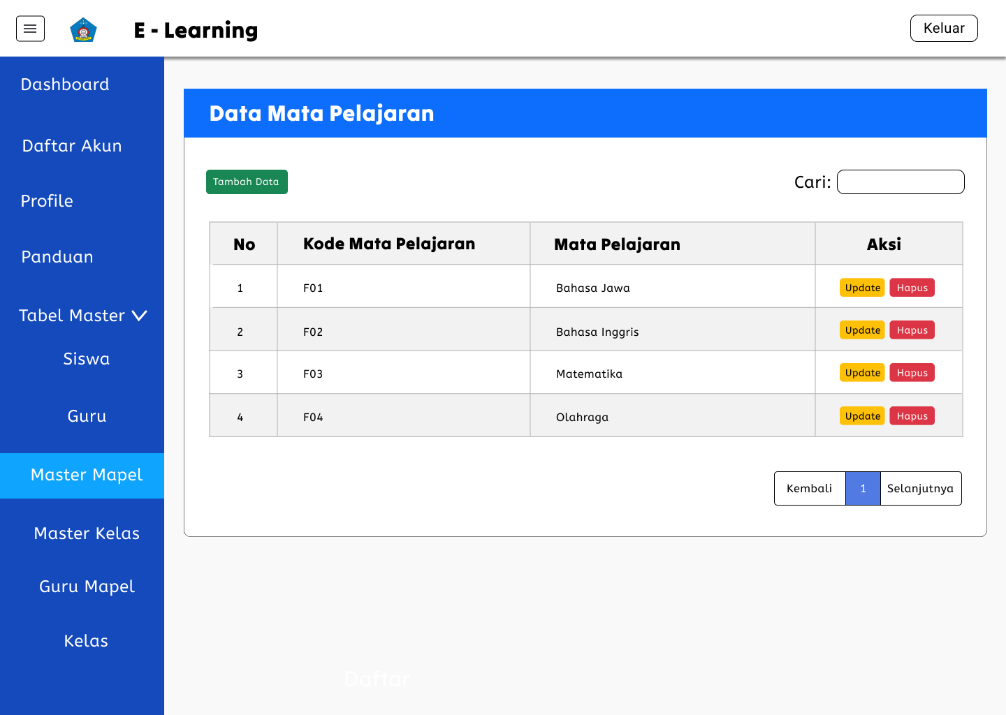 E - Learning
Keluar
Dashboard
Daftar Akun
Profile
Panduan
Tabel Master
Siswa
Guru
Master Mapel
Master Kelas
Guru Mapel
Kelas
Data Mata Pelajaran
Tambah Data
Cari:
No Kode Mata Pelajaran Mata Pelajaran Aksi
1 F01 Bahasa Jawa Update Hapus
2 F02 Bahasa Inggris Update Hapus
3 F03 Matematika Update Hapus
4 F04 Olahraga Update Hapus
Kembali 1 Selanjutnya
Daftar